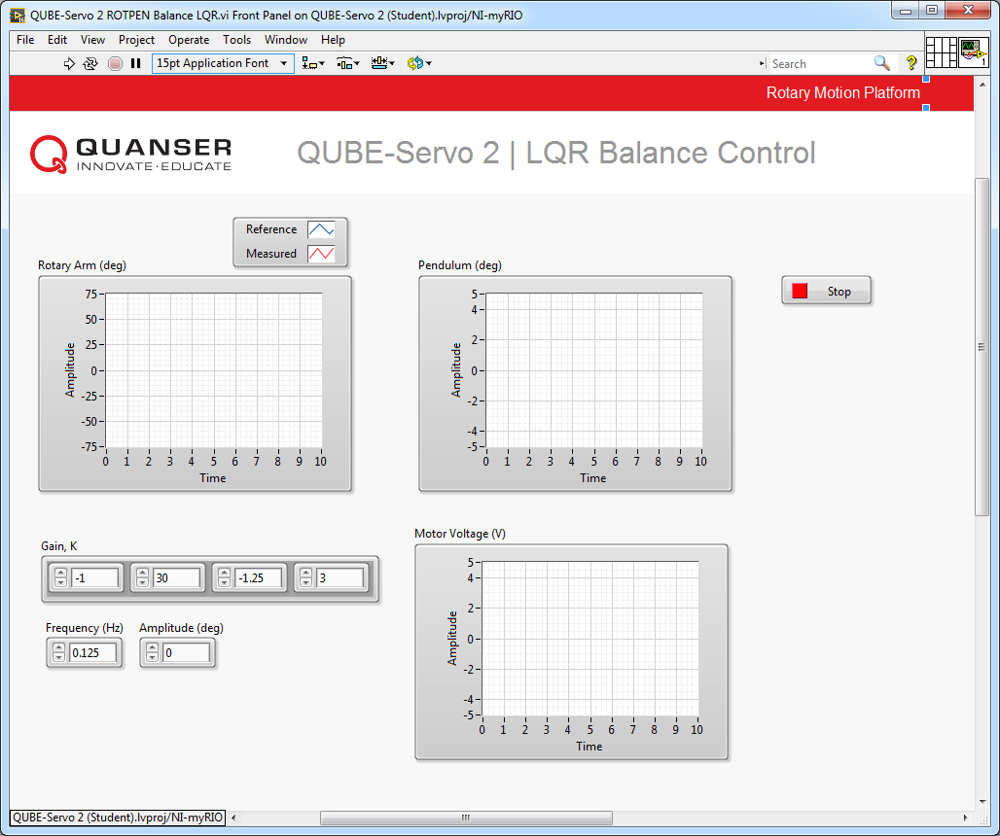 QUBE-Servo 2 ROTPEN Balance LQR.vi Front Panel on QUBE-Servo 2 (Student).lvproj/NI-myRIO
File Edit View Project Operate Tools Window Help
15pt Application Font
Search
?
1
Rotary Motion Platform
QUANSER
INNOVATE·EDUCATE
QUBE-Servo 2 | LQR Balance Control
Reference
Measured
Rotary Arm (deg)
75
50
25
0
-25
-50
-75
Amplitude
0 1 2 3 4 5 6 7 8 9 10
Time
Pendulum (deg)
5
4
2
0
-2
-4
-5
Amplitude
0 1 2 3 4 5 6 7 8 9 10
Time
Stop
Gain, K
-1 30 -1.25 3
Frequency (Hz) Amplitude (deg)
0.125 0
Motor Voltage (V)
5
4
2
0
-2
-4
-5
Amplitude
0 1 2 3 4 5 6 7 8 9 10
Time
QUBE-Servo 2 (Student).lvproj/NI-myRIO